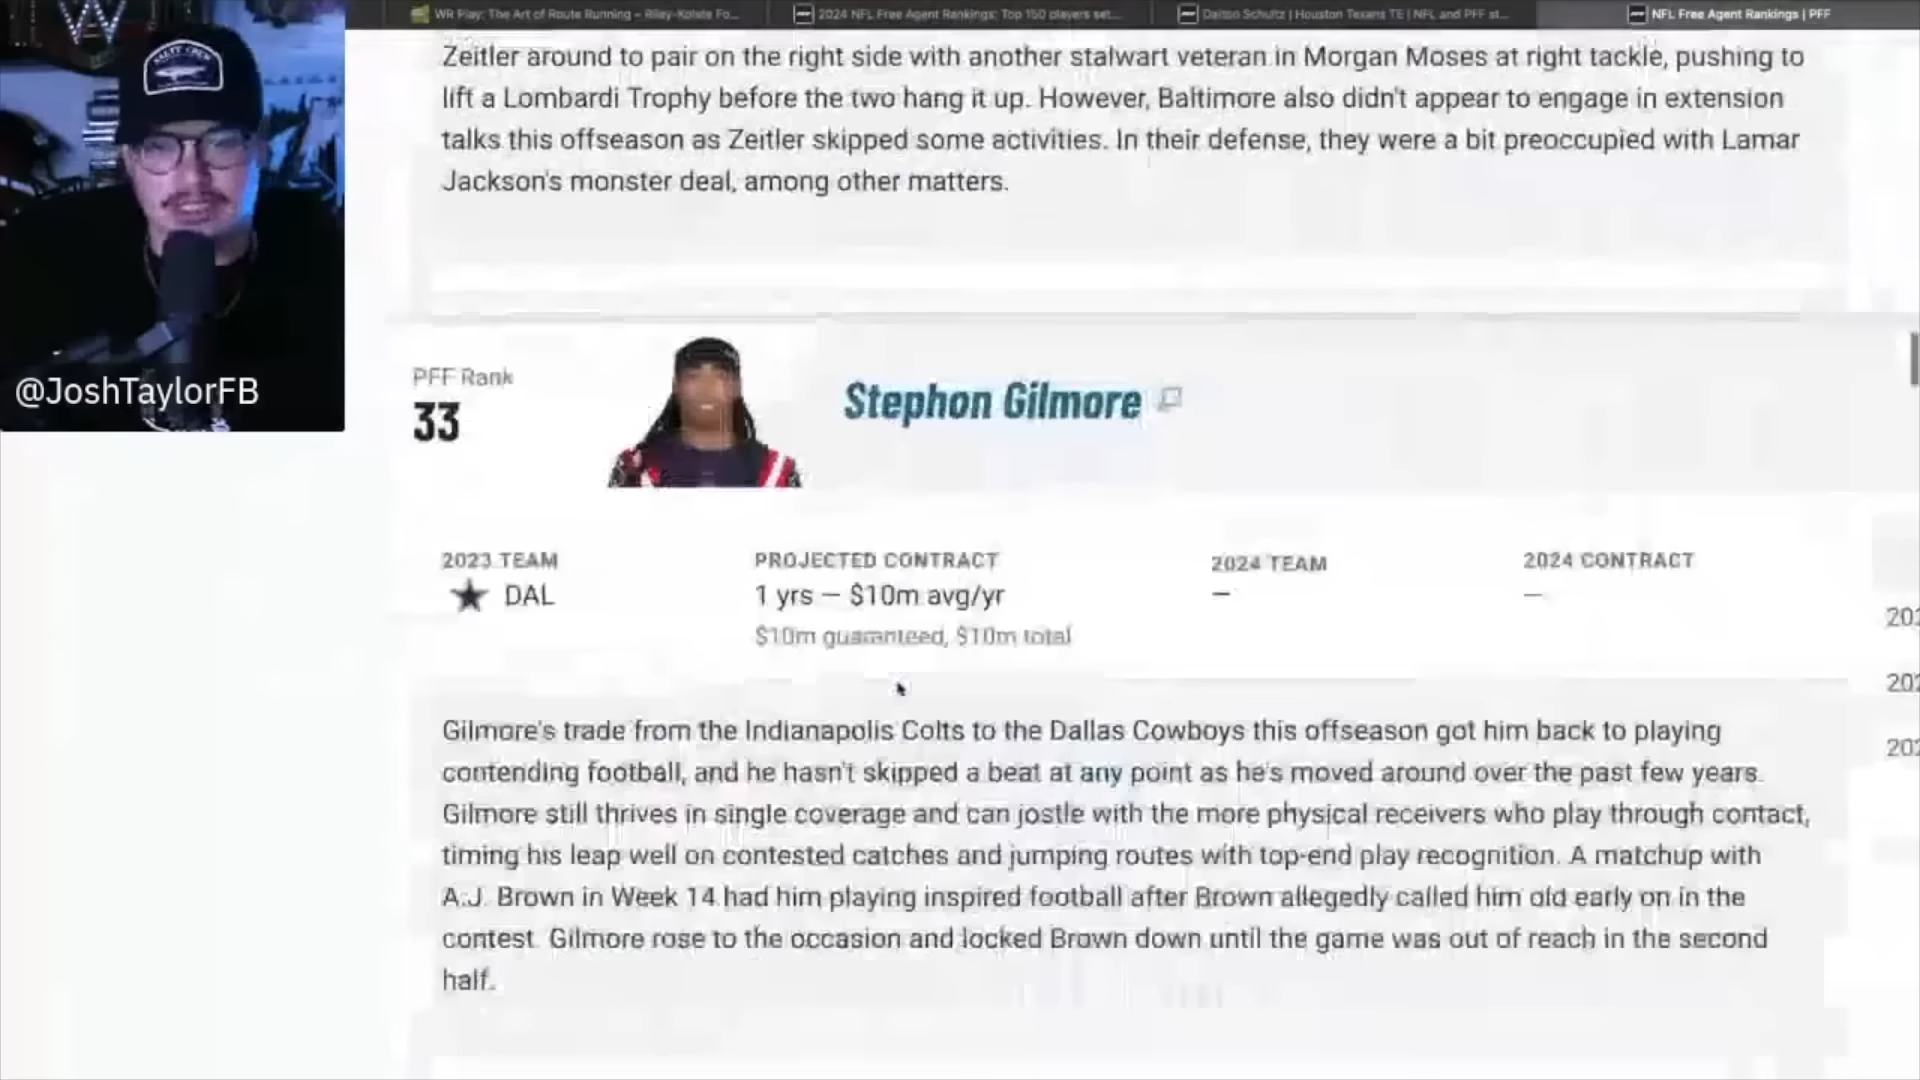 WR Play: The Art of Route Running – Riley-Kolste Fo...
2024 NFL Free Agent Rankings: Top 150 players set...
Dalton Schultz | Houston Texans TE | NFL and PFF st...
NFL Free Agent Rankings | PFF
Zeitler around to pair on the right side with another stalwart veteran in Morgan Moses at right tackle, pushing to
lift a Lombardi Trophy before the two hang it up. However, Baltimore also didn't appear to engage in extension
talks this offseason as Zeitler skipped some activities. In their defense, they were a bit preoccupied with Lamar
Jackson's monster deal, among other matters.
@JoshTaylorFB
PFF Rank
33
Stephon Gilmore
2023 TEAM
DAL
PROJECTED CONTRACT
1 yrs — $10m avg/yr
$10m guaranteed, $10m total
2024 TEAM
—
2024 CONTRACT
—
202
202
202
Gilmore's trade from the Indianapolis Colts to the Dallas Cowboys this offseason got him back to playing
contending football, and he hasn't skipped a beat at any point as he's moved around over the past few years.
Gilmore still thrives in single coverage and can jostle with the more physical receivers who play through contact,
timing his leap well on contested catches and jumping routes with top-end play recognition. A matchup with
A.J. Brown in Week 14 had him playing inspired football after Brown allegedly called him old early on in the
contest. Gilmore rose to the occasion and locked Brown down until the game was out of reach in the second
half.